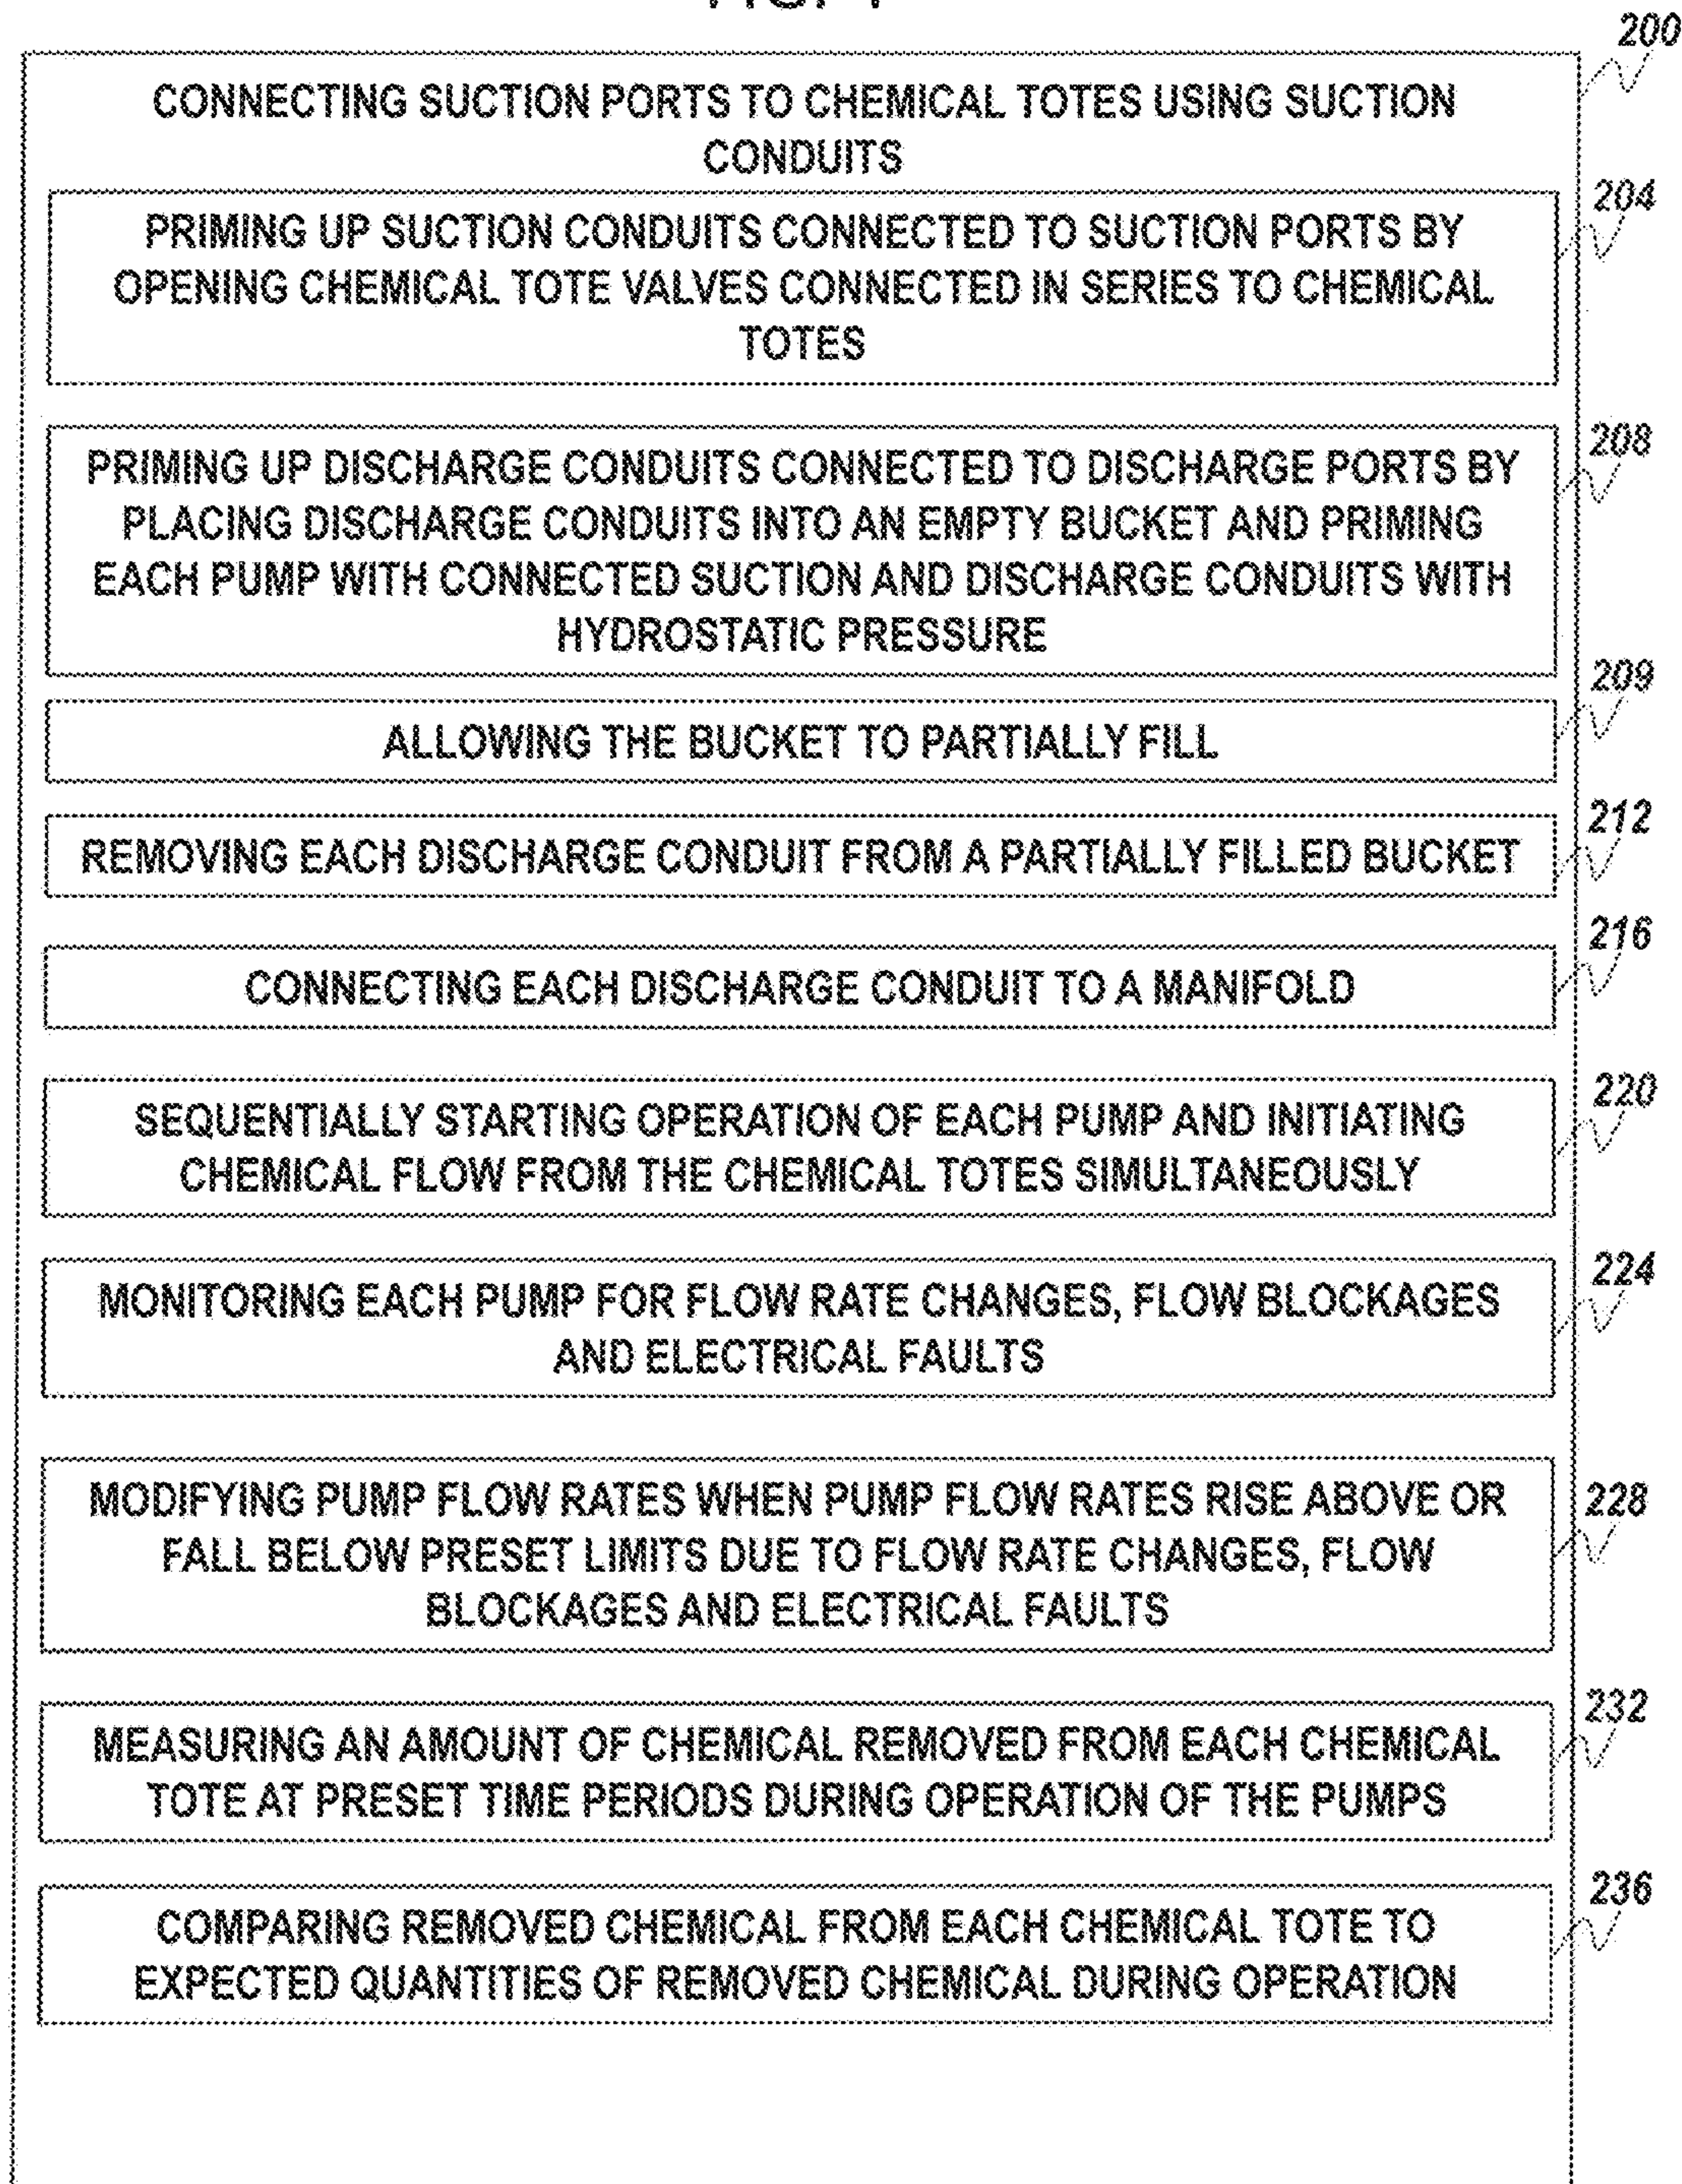 200
CONNECTING SUCTION PORTS TO CHEMICAL TOTES USING SUCTION
CONDUITS
204
PRIMING UP SUCTION CONDUITS CONNECTED TO SUCTION PORTS BY
OPENING CHEMICAL TOTE VALVES CONNECTED IN SERIES TO CHEMICAL
TOTES
208
PRIMING UP DISCHARGE CONDUITS CONNECTED TO DISCHARGE PORTS BY
PLACING DISCHARGE CONDUITS INTO AN EMPTY BUCKET AND PRIMING
EACH PUMP WITH CONNECTED SUCTION AND DISCHARGE CONDUITS WITH
HYDROSTATIC PRESSURE
209
ALLOWING THE BUCKET TO PARTIALLY FILL
212
REMOVING EACH DISCHARGE CONDUIT FROM A PARTIALLY FILLED BUCKET
216
CONNECTING EACH DISCHARGE CONDUIT TO A MANIFOLD
220
SEQUENTIALLY STARTING OPERATION OF EACH PUMP AND INITIATING
CHEMICAL FLOW FROM THE CHEMICAL TOTES SIMULTANEOUSLY
224
MONITORING EACH PUMP FOR FLOW RATE CHANGES, FLOW BLOCKAGES
AND ELECTRICAL FAULTS
228
MODIFYING PUMP FLOW RATES WHEN PUMP FLOW RATES RISE ABOVE OR
FALL BELOW PRESET LIMITS DUE TO FLOW RATE CHANGES, FLOW
BLOCKAGES AND ELECTRICAL FAULTS
232
MEASURING AN AMOUNT OF CHEMICAL REMOVED FROM EACH CHEMICAL
TOTE AT PRESET TIME PERIODS DURING OPERATION OF THE PUMPS
236
COMPARING REMOVED CHEMICAL FROM EACH CHEMICAL TOTE TO
EXPECTED QUANTITIES OF REMOVED CHEMICAL DURING OPERATION